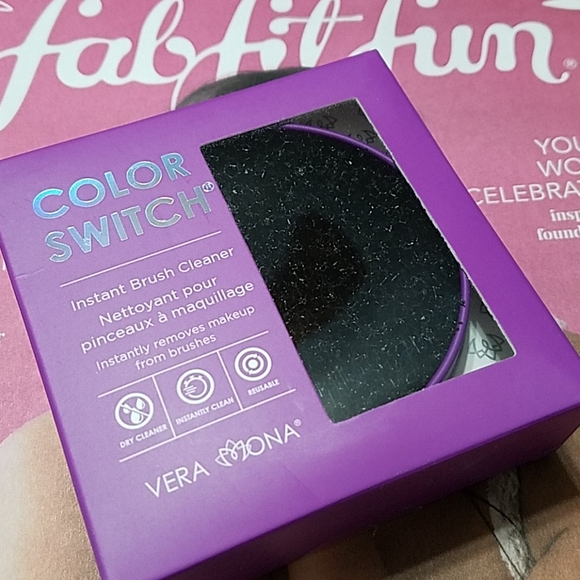 fabfitfun®
COLOR
SWITCH®
Instant Brush Cleaner
Nettoyant pour
pinceaux à maquillage
Instantly removes makeup
from brushes
DRY CLEANER
INSTANTLY CLEAN
REUSABLE
VERA MONA®
YOU
WO
CELEBRAT
insp
found